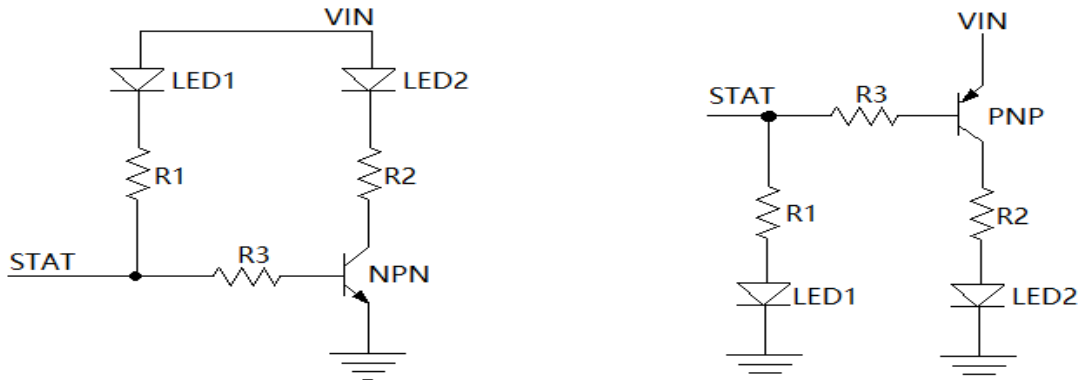 VIN
LED1
LED2
R1
R2
STAT
R3
NPN
VIN
STAT
R3
PNP
R1
R2
LED1
LED2